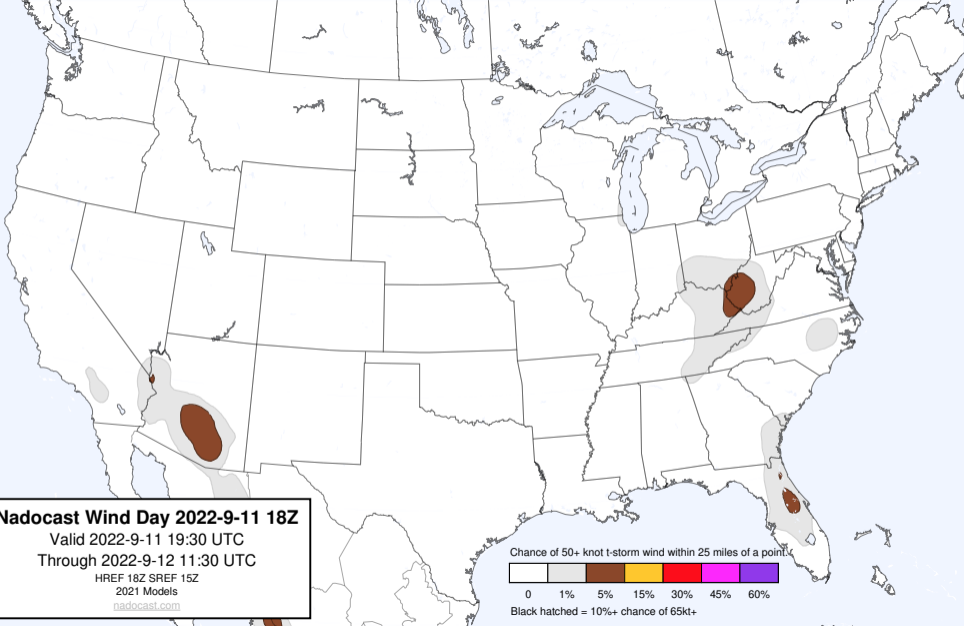 Nadocast Wind Day 2022-9-11 18Z
Valid 2022-9-11 19:30 UTC
Through 2022-9-12 11:30 UTC
HREF 18Z SREF 15Z
2021 Models
nadocast.com
Chance of 50+ knot t-storm wind within 25 miles of a point.
0 1% 5% 15% 30% 45% 60%
Black hatched = 10%+ chance of 65kt+